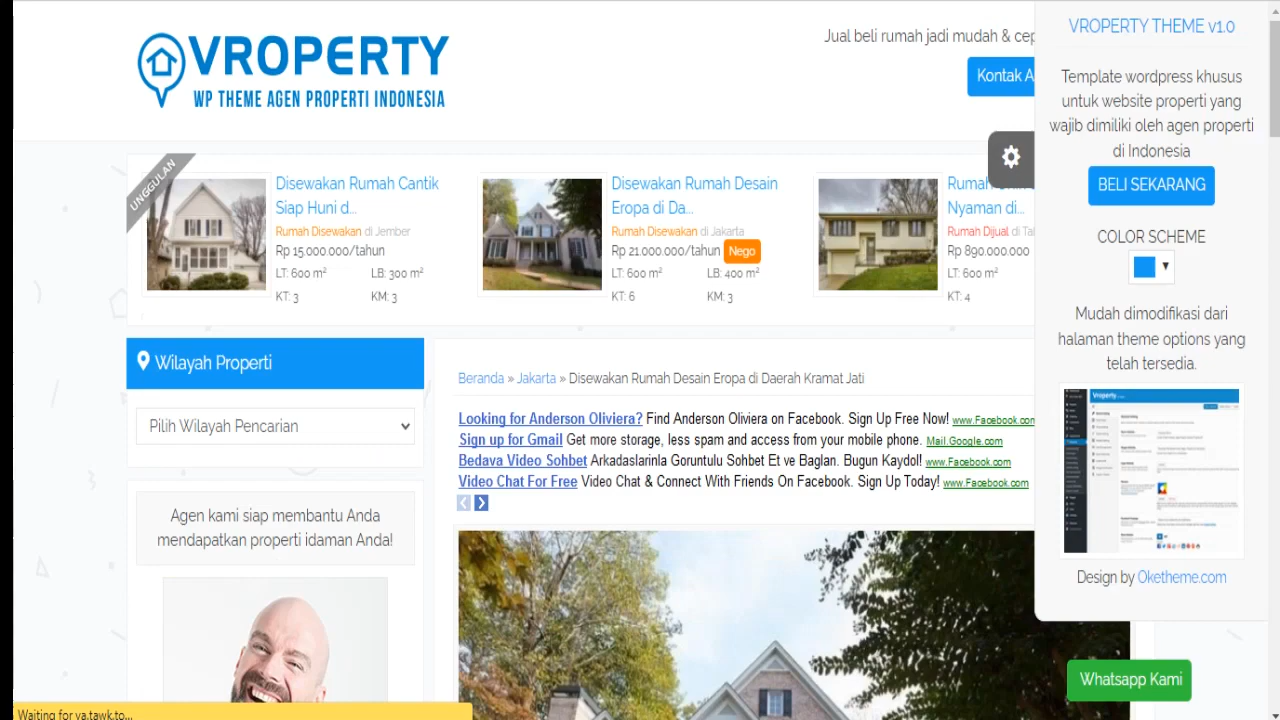 VROPERTY
WP THEME AGEN PROPERTI INDONESIA
Jual beli rumah jadi mudah & cep
Kontak A
UNGGULAN
Disewakan Rumah Cantik
Siap Huni d...
Rumah Disewakan di Jember
Rp 15.000.000/tahun
LT: 600 m² LB: 300 m²
KT: 3 KM: 3
Disewakan Rumah Desain
Eropa di Da...
Rumah Disewakan di Jakarta
Rp 21.000.000/tahun Nego
LT: 600 m² LB: 400 m²
KT: 6 KM: 3
Nyaman di...
Rumah Dijual di
Rp 890.000.000
LT: 600 m²
KT: 4
Wilayah Properti
Pilih Wilayah Pencarian
Agen kami siap membantu Anda
mendapatkan properti idaman Anda!
Beranda » Jakarta » Disewakan Rumah Desain Eropa di Daerah Kramat Jati
Looking for Anderson Oliviera? Find Anderson Oliviera on Facebook. Sign Up Free Now! www.Facebook.com
Sign up for Gmail Get more storage, less spam and access from your mobile phone. Mail.Google.com
Bedava Video Sohbet Arkadaslarinla Goruntulu Sohbet Et ve Baglan. Bugun Kaydol! www.Facebook.com
Video Chat For Free Video Chat & Connect With Friends On Facebook. Sign Up Today! www.Facebook.com
VROPERTY THEME v1.0
Template wordpress khusus
untuk website properti yang
wajib dimiliki oleh agen properti
di Indonesia
BELI SEKARANG
COLOR SCHEME
Mudah dimodifikasi dari
halaman theme options yang
telah tersedia.
Vroperty
Design by Oketheme.com
Whatsapp Kami
Waiting for va.tawk.to...